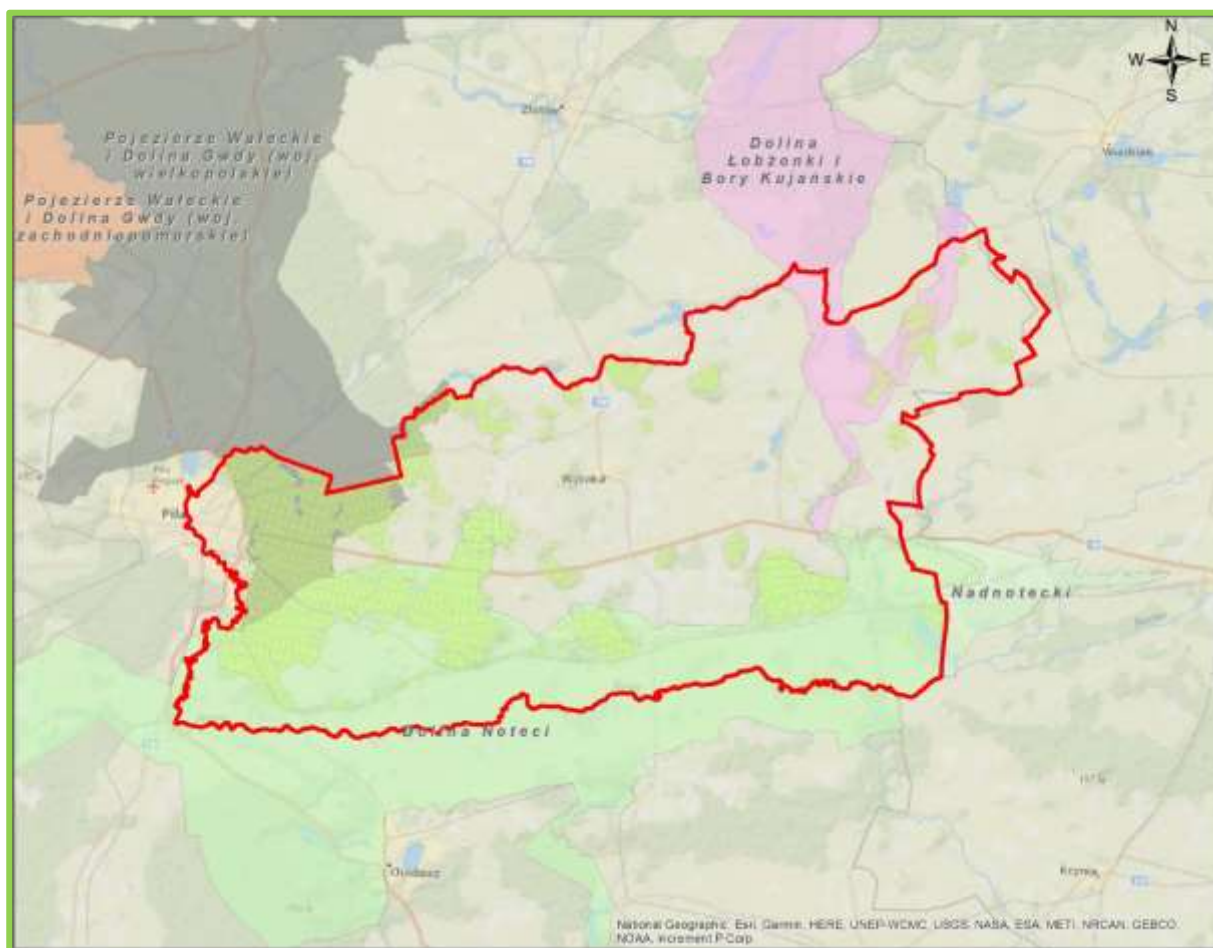 N
W E
S
Pojezierze Wałeckie
i Dolina Gwdy (woj.
wielkopolskie)
Pojezierze Wałeckie
i Dolina Gwdy (woj.
zachodniopomorskie)
Dolina
Łobżonki i
Bory Kujańskie
Piła
Wysoka
Nadnotecki
Dolina Noteci
Kcynia
National Geographic, Esri, Garmin, HERE, UNEP-WCMC, USGS, NASA, ESA, METI, NRCAN, GEBCO,
NOAA, increment P Corp.